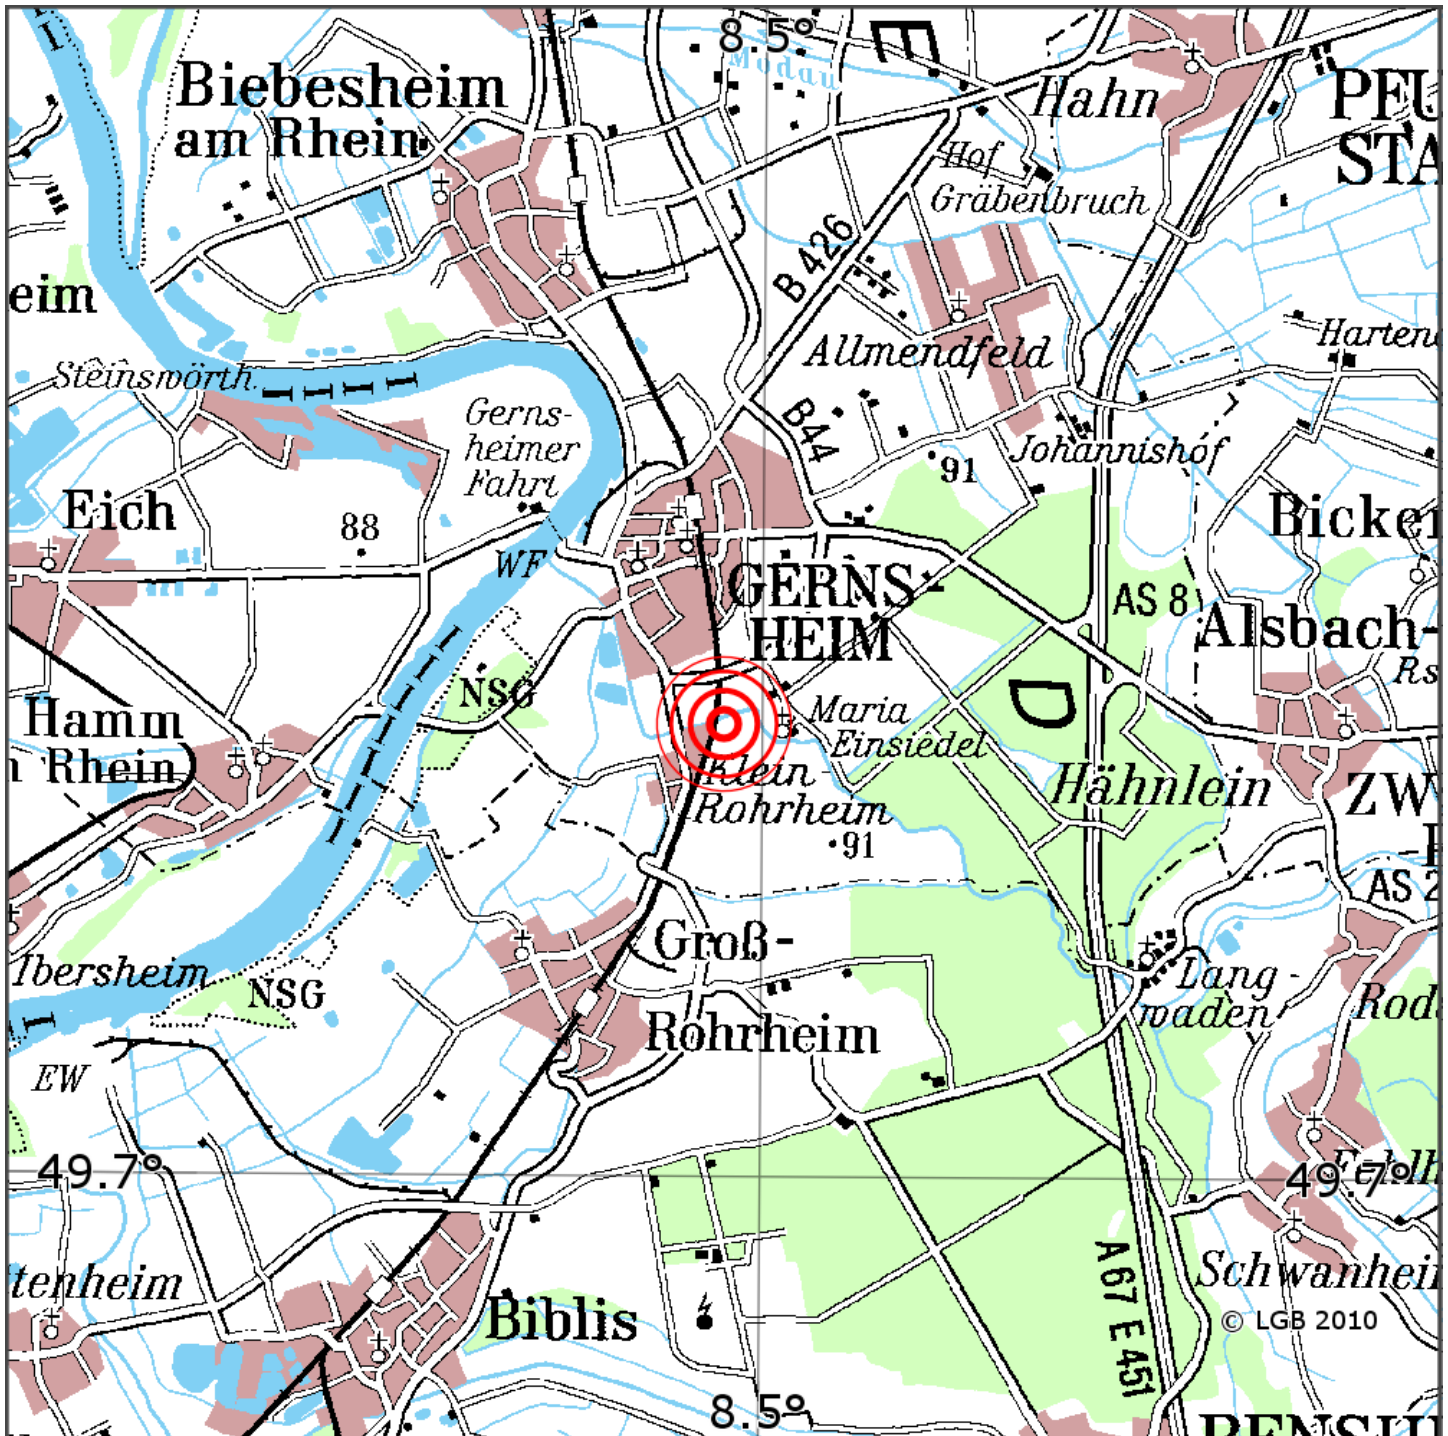 8.5°
E
Modau
Biebesheim
am Rhein
Hahn
PFU
STA
Hof
Gräbenbruch
B 426
eim
Allmendfeld
Harten
Steinswörth
Gerns-
heimer
Fahrt
B44
91
Johannishof
Eich
88
Bicke
WF
GERNS-
HEIM
AS 8
Alsbach-
Rs
NSG
D
Hamm
Rhein
Maria
Einsiedel
Klein-
Rohrheim
Hähnlein
ZW
91
AS 2
Ibersheim
NSG
Groß-
Rohrheim
Lang-
waden
Rod
EW
49.7°
49.7°
A 67 E 451
tenheim
Schwanhei
Biblis
© LGB 2010
8.5°